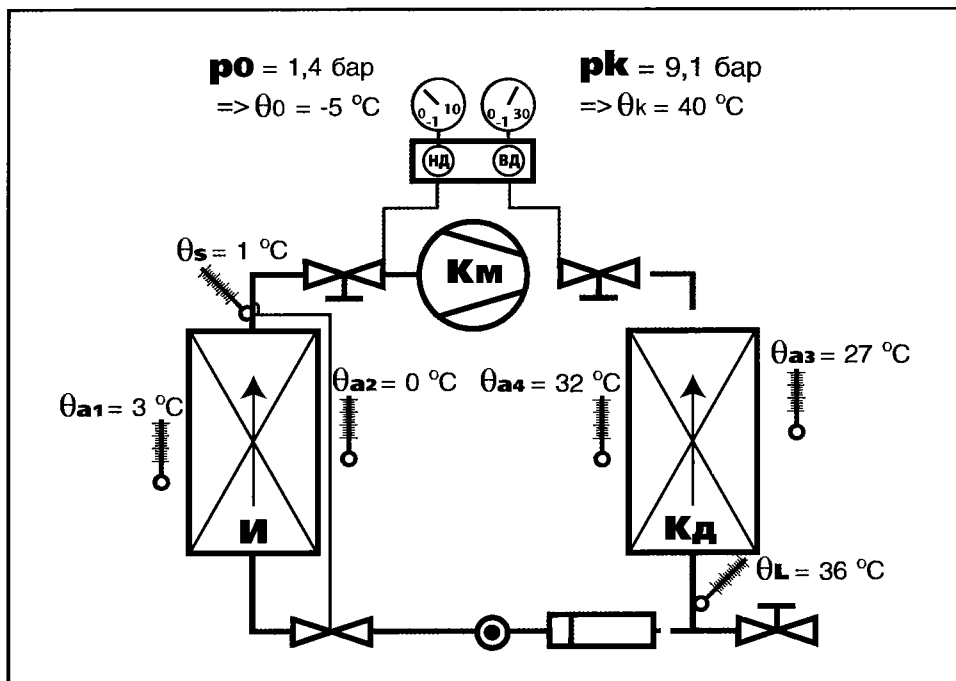 po = 1,4 бар
=> θo = -5 °C
pk = 9,1 бар
=> θk = 40 °C
0 -1 10
0 -1 30
НД
ВД
θs = 1 °C
Км
θa1 = 3 °C
θa2 = 0 °C
θa4 = 32 °C
θa3 = 27 °C
И
Кд
θL = 36 °C